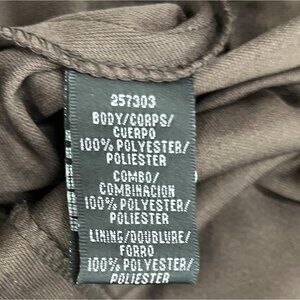 257303
BODY/CORPS/
CUERPO
100% POLYESTER/
POLIESTER
COMBO/
COMBINACION
100% POLYESTER/
POLIESTER
LINING/DOUBLURE/
FORRO
100% POLYESTER/
POLIESTER